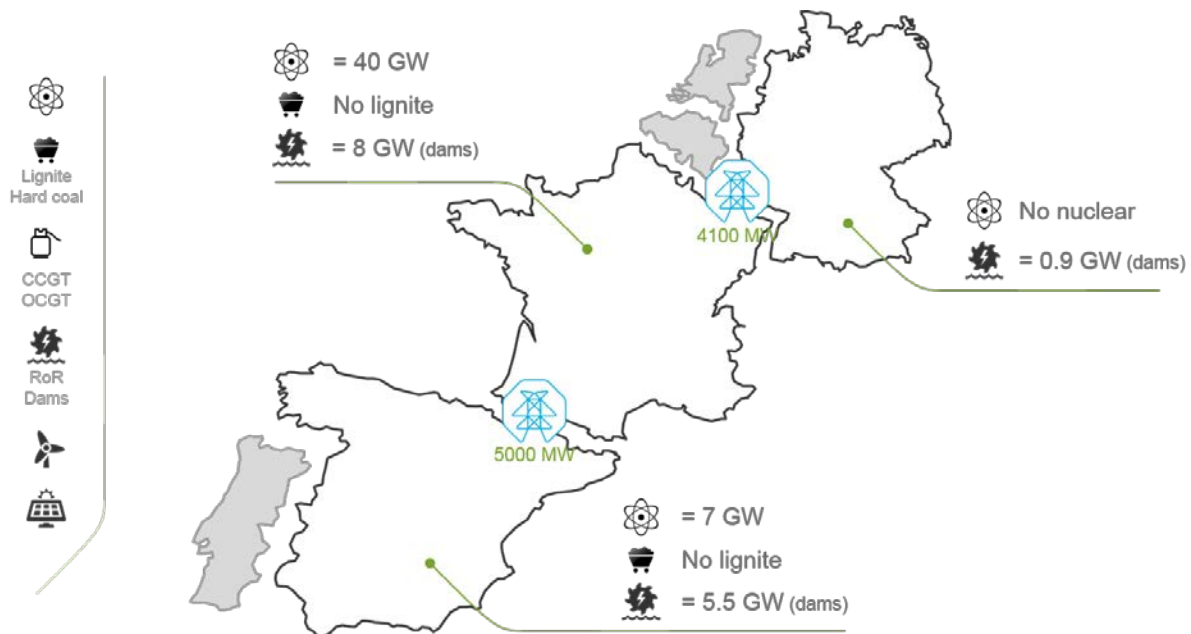 Lignite
Hard coal
CCGT
OCGT
RoR
Dams
= 40 GW
No lignite
= 8 GW (dams)
4100 MW
No nuclear
= 0.9 GW (dams)
5000 MW
= 7 GW
No lignite
= 5.5 GW (dams)